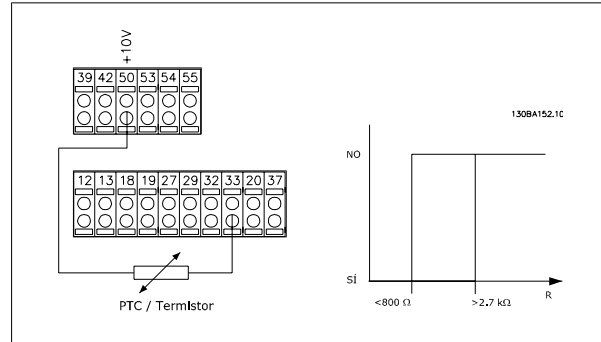 +10V
39 42 50 53 54 55
12 13 18 19 27 29 32 33 20 37
PTC / Termistor
130BA152.10
NO
SÍ
<800 Ω >2.7 kΩ R